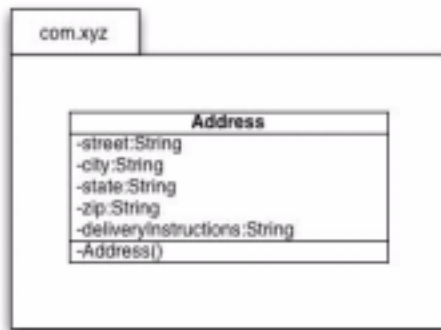 com.xyz
Address
-street:String
-city:String
-state:String
-zip:String
-deliveryInstructions:String
-Address()